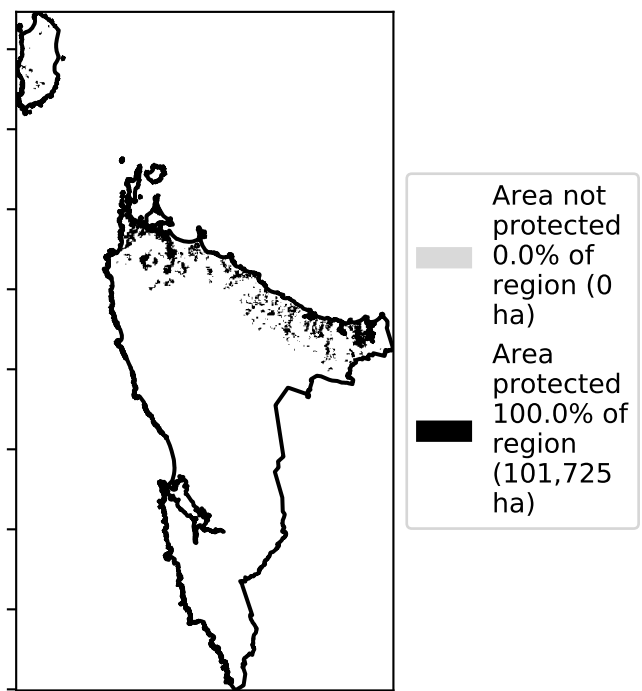 Area not
protected
0.0% of
region (0
ha)
Area
protected
100.0% of
region
(101,725
ha)